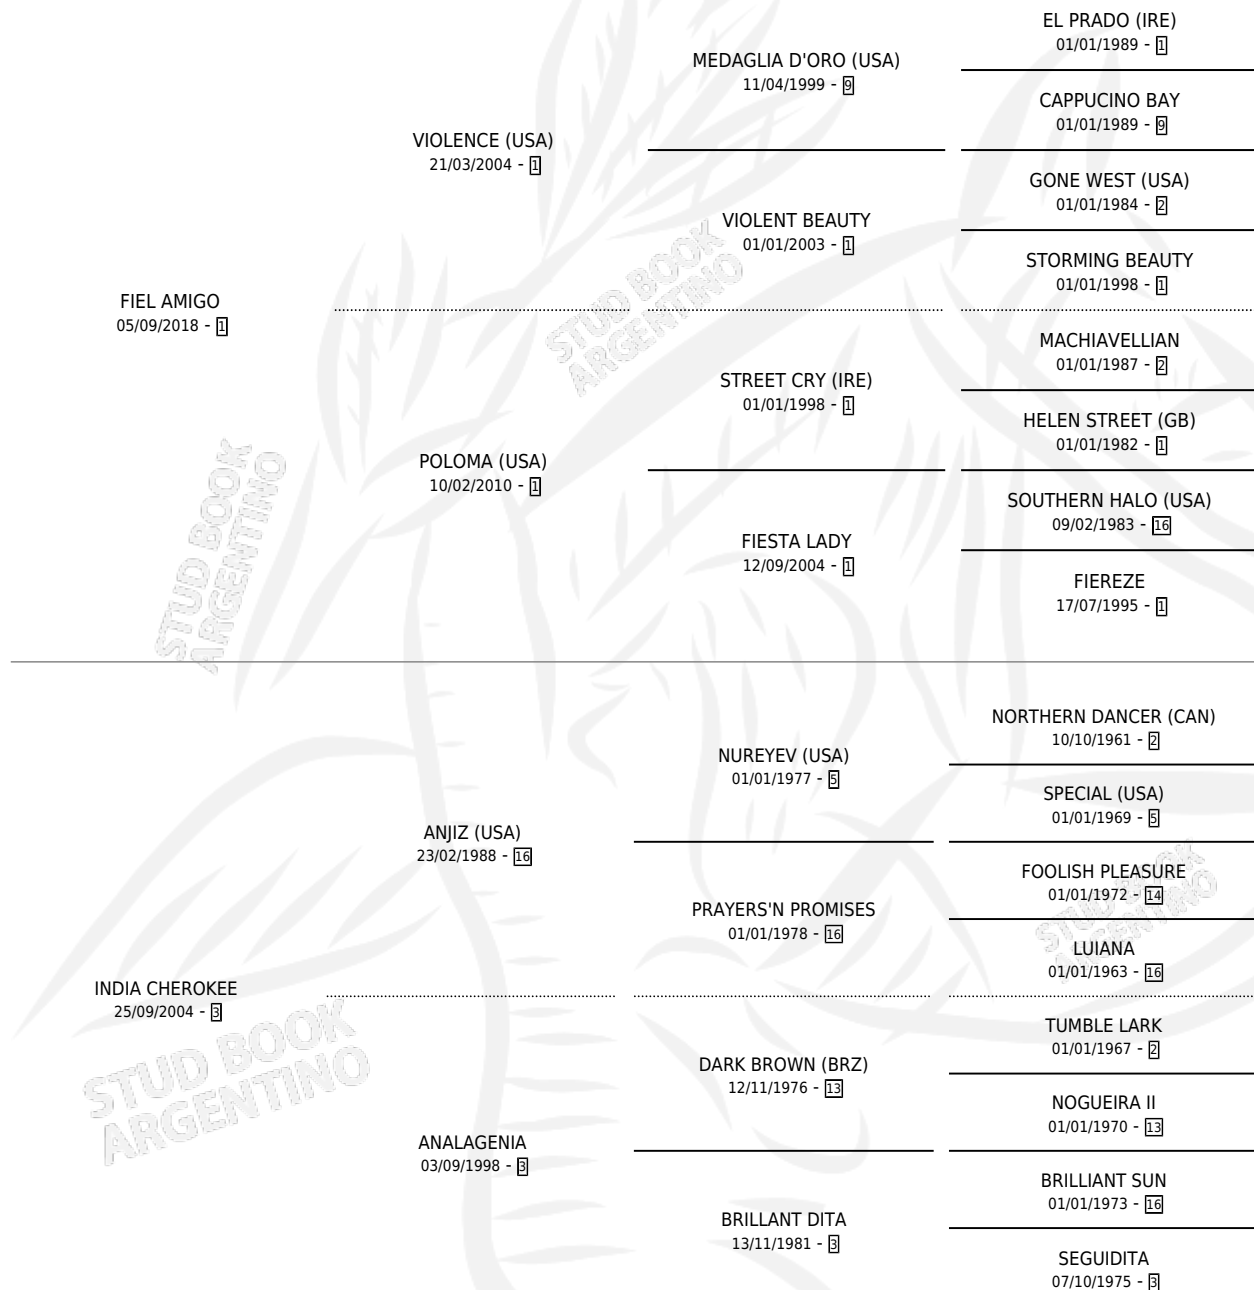 FIEL AMIGO
05/09/2018 - 1
VIOLENCE (USA)
21/03/2004 - 1
MEDAGLIA D'ORO (USA)
11/04/1999 - 9
EL PRADO (IRE)
01/01/1989 - 1
CAPPUCINO BAY
01/01/1989 - 9
VIOLENT BEAUTY
01/01/2003 - 1
GONE WEST (USA)
01/01/1984 - 2
STORMING BEAUTY
01/01/1998 - 1
POLOMA (USA)
10/02/2010 - 1
STREET CRY (IRE)
01/01/1998 - 1
MACHIAVELLIAN
01/01/1987 - 2
HELEN STREET (GB)
01/01/1982 - 1
FIESTA LADY
12/09/2004 - 1
SOUTHERN HALO (USA)
09/02/1983 - 16
FIEREZE
17/07/1995 - 1
INDIA CHEROKEE
25/09/2004 - 3
ANJIZ (USA)
23/02/1988 - 16
NUREYEV (USA)
01/01/1977 - 5
NORTHERN DANCER (CAN)
10/10/1961 - 2
SPECIAL (USA)
01/01/1969 - 5
PRAYERS'N PROMISES
01/01/1978 - 16
FOOLISH PLEASURE
01/01/1972 - 14
LUIANA
01/01/1963 - 16
ANALAGENIA
03/09/1998 - 3
DARK BROWN (BRZ)
12/11/1976 - 13
TUMBLE LARK
01/01/1967 - 2
NOGUEIRA II
01/01/1970 - 13
BRILLANT DITA
13/11/1981 - 3
BRILLIANT SUN
01/01/1973 - 16
SEGUIDITA
07/10/1975 - 3
STUD BOOK
ARGENTINO
STUD BOOK
ARGENTINO
STUD BOOK
ARGENTINO
STUD BOOK
ARGENTINO